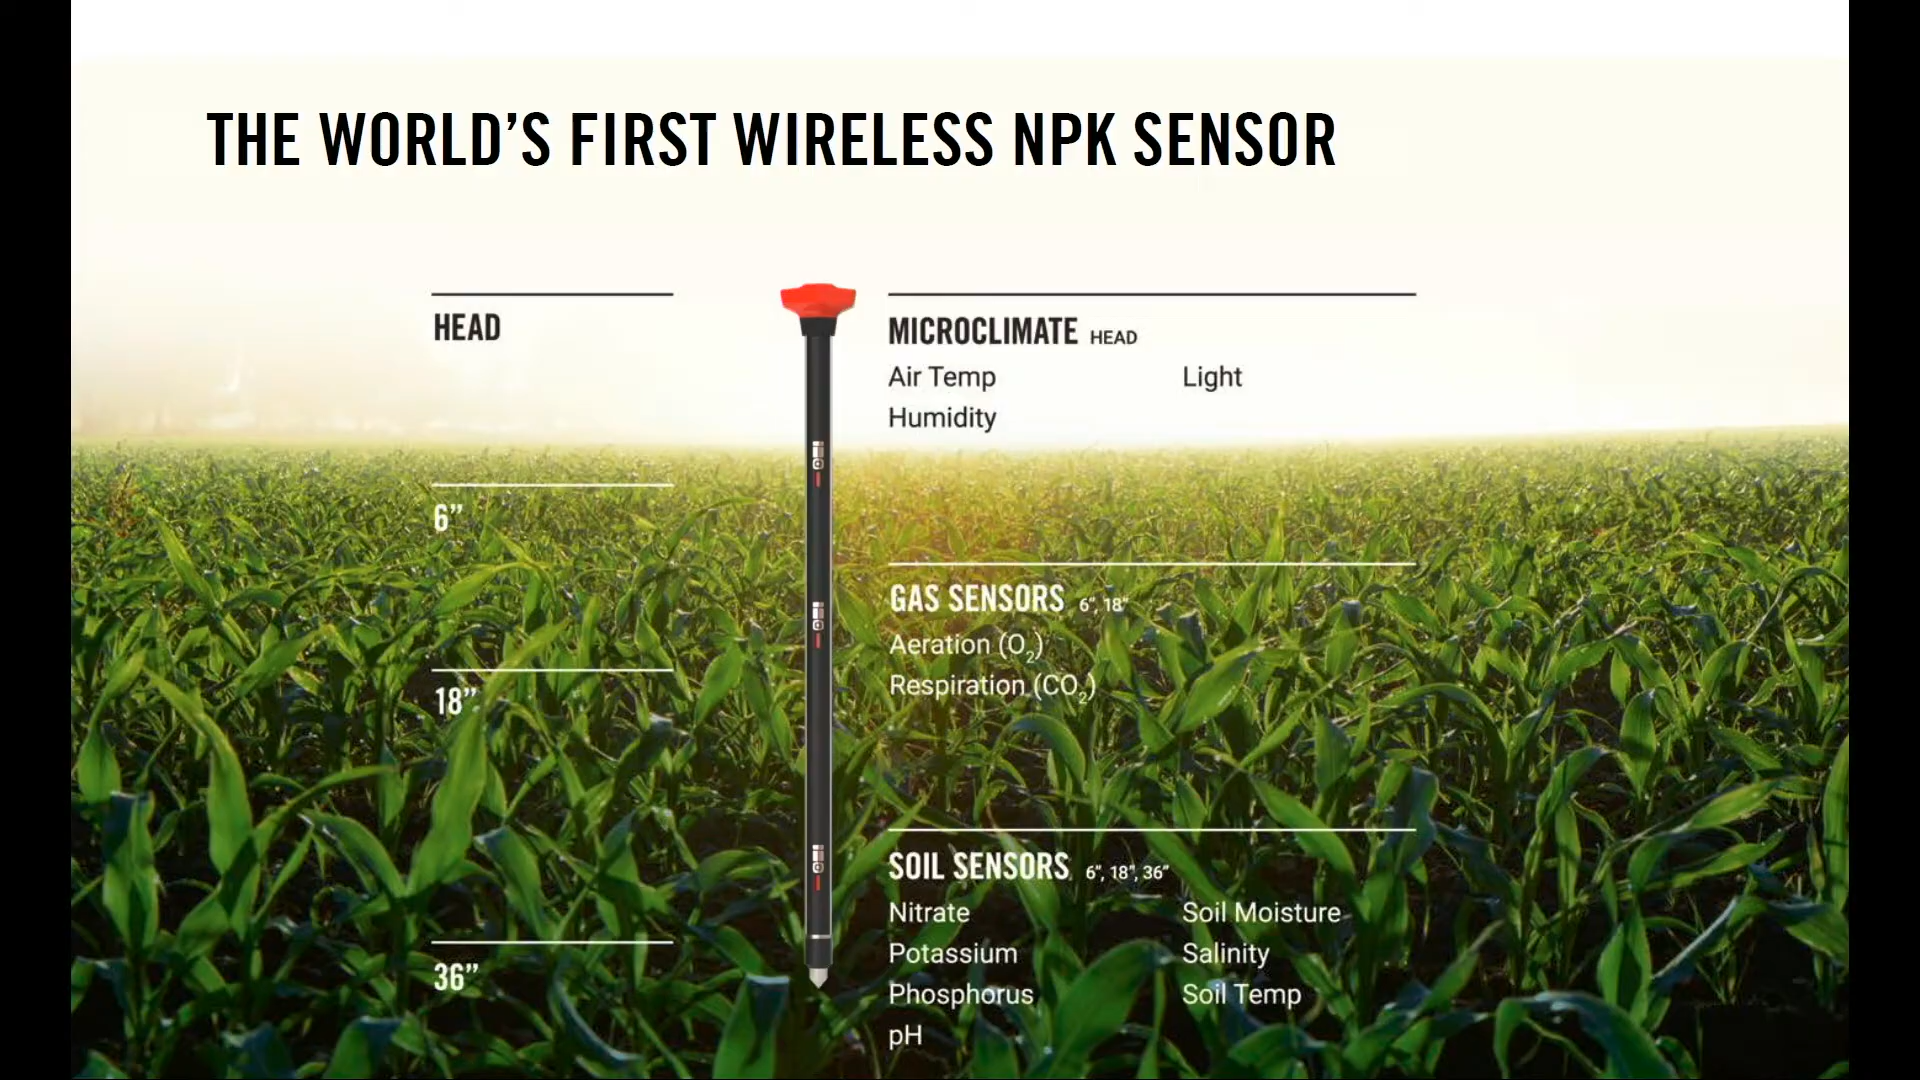 THE WORLD’S FIRST WIRELESS NPK SENSOR
HEAD
6”
18”
36”
MICROCLIMATE HEAD
Air Temp Light
Humidity
GAS SENSORS 6”, 18”
Aeration (O₂)
Respiration (CO₂)
SOIL SENSORS 6”, 18”, 36”
Nitrate Soil Moisture
Potassium Salinity
Phosphorus Soil Temp
pH